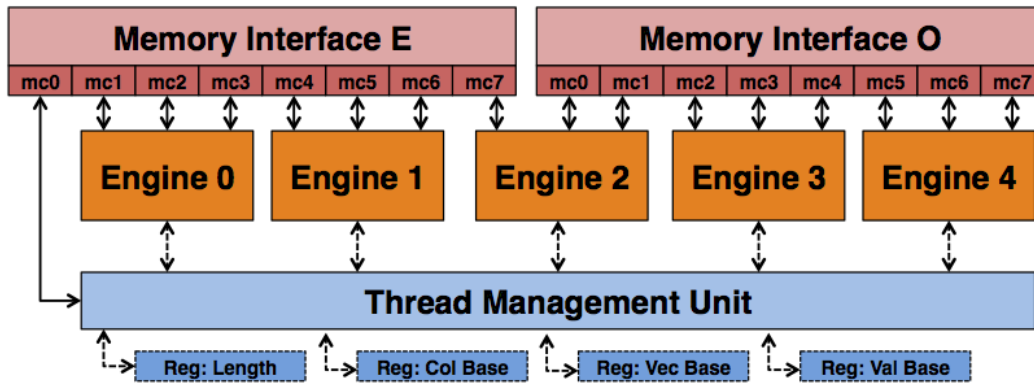 Memory Interface E Memory Interface O
mc0 mc1 mc2 mc3 mc4 mc5 mc6 mc7 mc0 mc1 mc2 mc3 mc4 mc5 mc6 mc7
Engine 0 Engine 1 Engine 2 Engine 3 Engine 4
Thread Management Unit
Reg: Length Reg: Col Base Reg: Vec Base Reg: Val Base